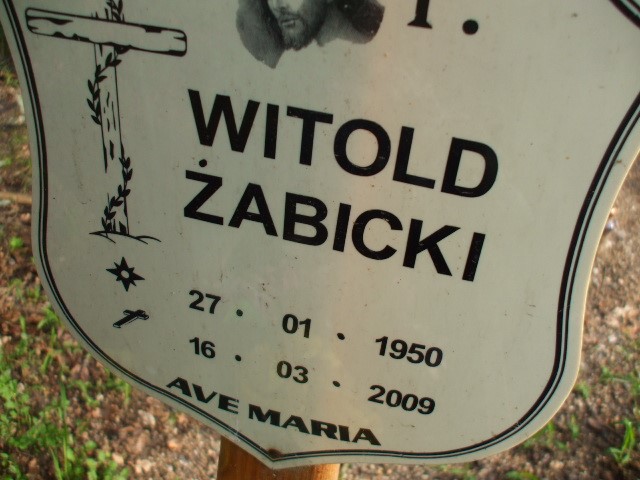 WITOLD
ŻABICKI
27 · 01 · 1950
16 · 03 · 2009
AVE MARIA